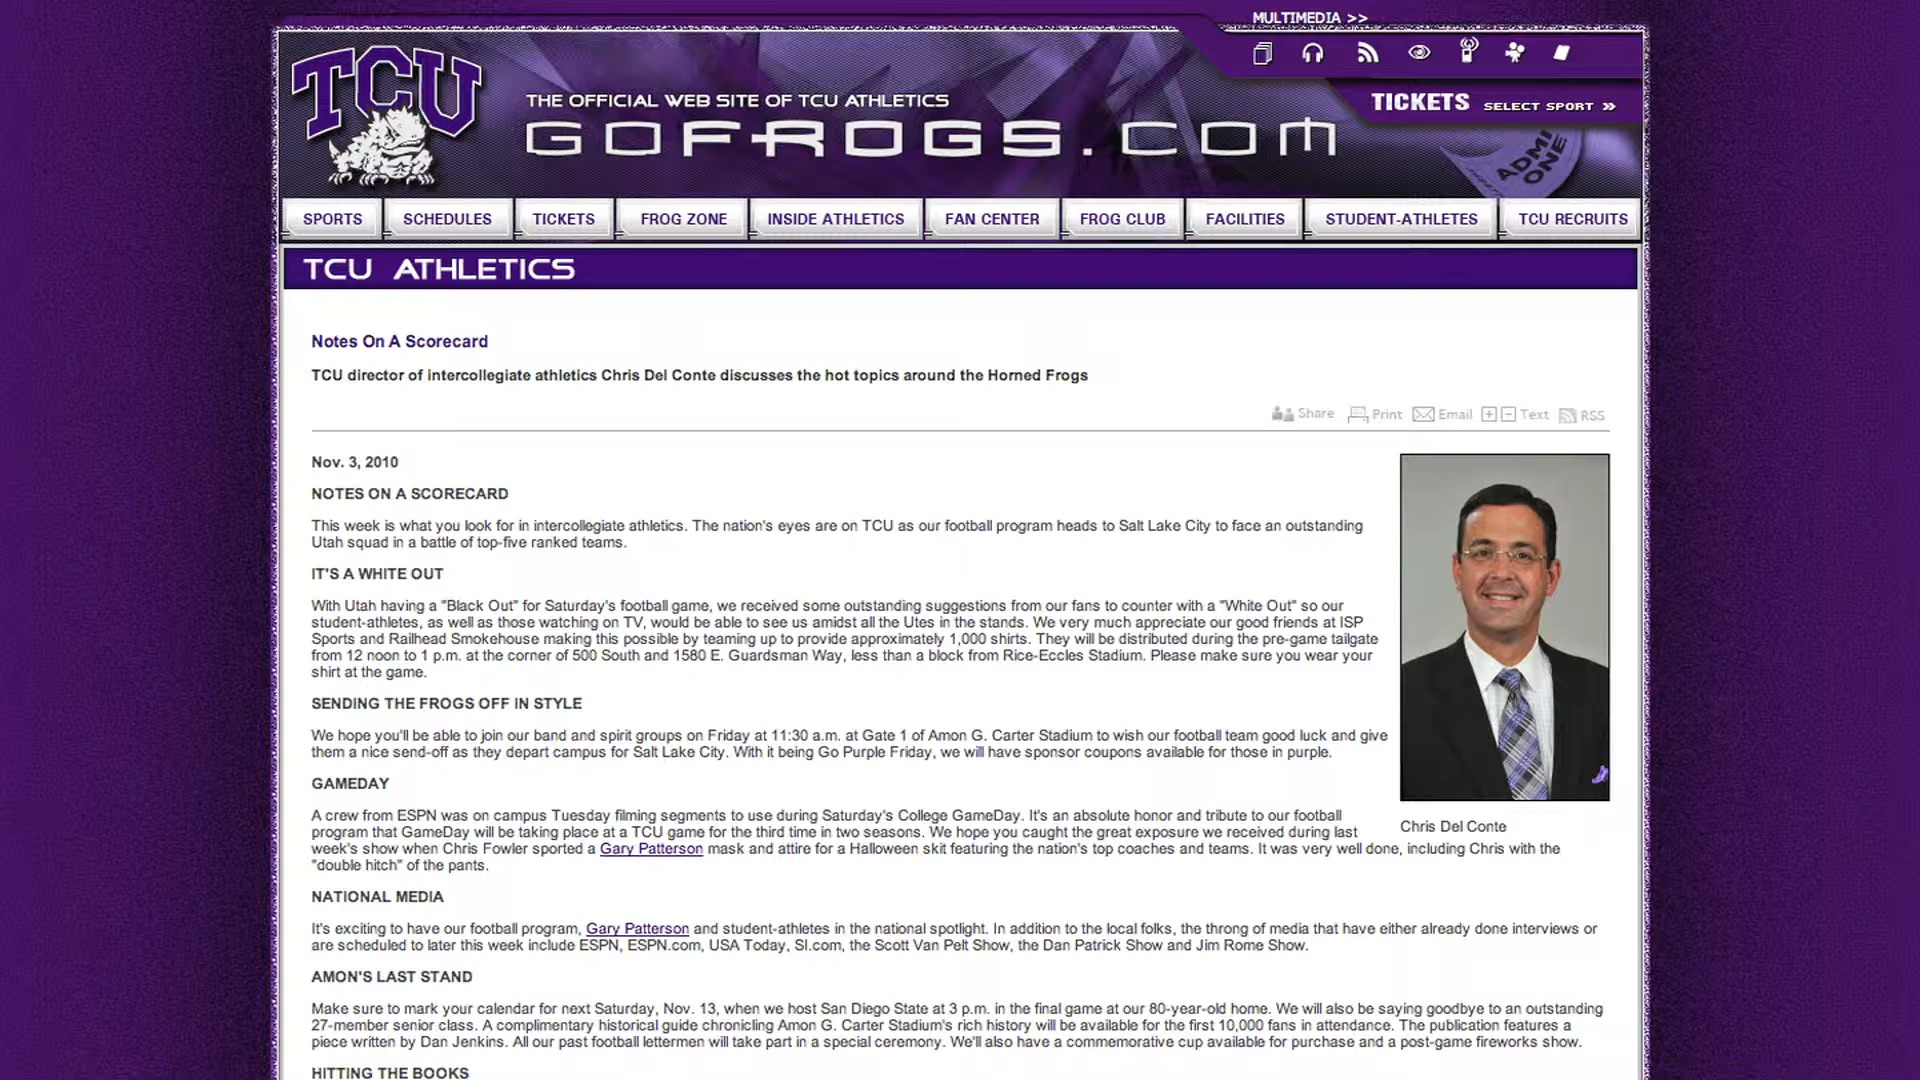 MULTIMEDIA >>
TCU
THE OFFICIAL WEB SITE OF TCU ATHLETICS
GOFROGS.COM
TICKETS SELECT SPORT »
ADMIT ONE
SPORTS SCHEDULES TICKETS FROG ZONE INSIDE ATHLETICS FAN CENTER FROG CLUB FACILITIES STUDENT-ATHLETES TCU RECRUITS
TCU ATHLETICS
Notes On A Scorecard
TCU director of intercollegiate athletics Chris Del Conte discusses the hot topics around the Horned Frogs
Share Print Email Text RSS
Nov. 3, 2010
NOTES ON A SCORECARD
This week is what you look for in intercollegiate athletics. The nation's eyes are on TCU as our football program heads to Salt Lake City to face an outstanding
Utah squad in a battle of top-five ranked teams.
IT'S A WHITE OUT
With Utah having a "Black Out" for Saturday's football game, we received some outstanding suggestions from our fans to counter with a "White Out" so our
student-athletes, as well as those watching on TV, would be able to see us amidst all the Utes in the stands. We very much appreciate our good friends at ISP
Sports and Railhead Smokehouse making this possible by teaming up to provide approximately 1,000 shirts. They will be distributed during the pre-game tailgate
from 12 noon to 1 p.m. at the corner of 500 South and 1580 E. Guardsman Way, less than a block from Rice-Eccles Stadium. Please make sure you wear your
shirt at the game.
SENDING THE FROGS OFF IN STYLE
We hope you'll be able to join our band and spirit groups on Friday at 11:30 a.m. at Gate 1 of Amon G. Carter Stadium to wish our football team good luck and give
them a nice send-off as they depart campus for Salt Lake City. With it being Go Purple Friday, we will have sponsor coupons available for those in purple.
GAMEDAY
A crew from ESPN was on campus Tuesday filming segments to use during Saturday's College GameDay. It's an absolute honor and tribute to our football
program that GameDay will be taking place at a TCU game for the third time in two seasons. We hope you caught the great exposure we received during last
week's show when Chris Fowler sported a Gary Patterson mask and attire for a Halloween skit featuring the nation's top coaches and teams. It was very well done, including Chris with the
"double hitch" of the pants.
Chris Del Conte
NATIONAL MEDIA
It's exciting to have our football program, Gary Patterson and student-athletes in the national spotlight. In addition to the local folks, the throng of media that have either already done interviews or
are scheduled to later this week include ESPN, ESPN.com, USA Today, SI.com, the Scott Van Pelt Show, the Dan Patrick Show and Jim Rome Show.
AMON'S LAST STAND
Make sure to mark your calendar for next Saturday, Nov. 13, when we host San Diego State at 3 p.m. in the final game at our 80-year-old home. We will also be saying goodbye to an outstanding
27-member senior class. A complimentary historical guide chronicling Amon G. Carter Stadium's rich history will be available for the first 10,000 fans in attendance. The publication features a
piece written by Dan Jenkins. All our past football lettermen will take part in a special ceremony. We'll also have a commemorative cup available for purchase and a post-game fireworks show.
HITTING THE BOOKS